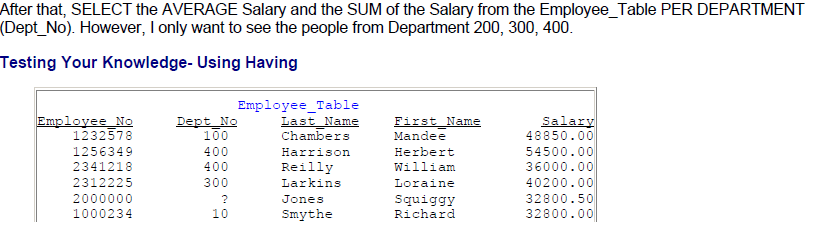 After that, SELECT the AVERAGE Salary and the SUM of the Salary from the Employee_Table PER DEPARTMENT
(Dept_No). However, I only want to see the people from Department 200, 300, 400.
Testing Your Knowledge- Using Having
Employee_Table
Employee_No Dept_No Last_Name First_Name Salary
1232578 100 Chambers Mandee 48850.00
1256349 400 Harrison Herbert 54500.00
2341218 400 Reilly William 36000.00
2312225 300 Larkins Loraine 40200.00
2000000 ? Jones Squiggy 32800.50
1000234 10 Smythe Richard 32800.00